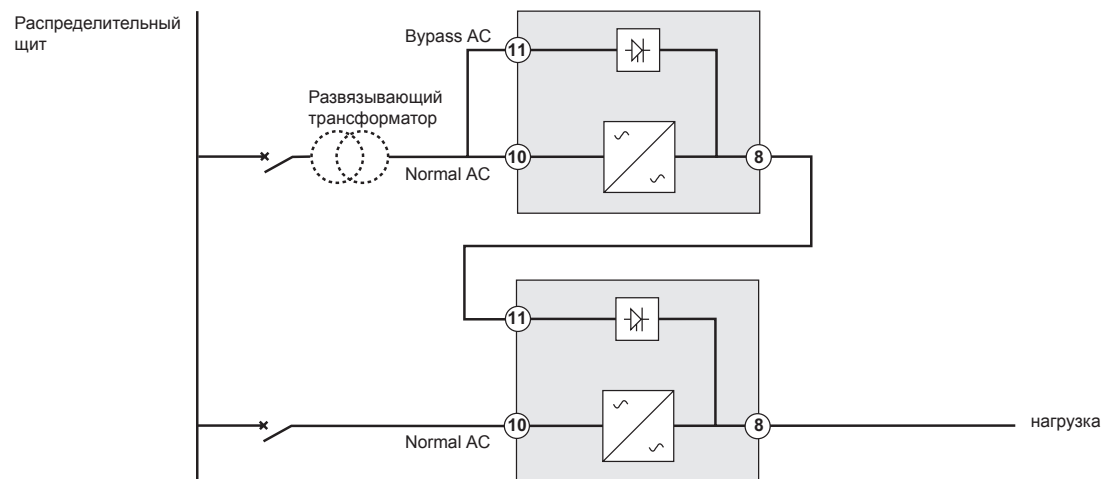 Распределительный
щит
Bypass AC
11
Развязывающий
трансформатор
10
8
Normal AC
11
10
8
нагрузка
Normal AC